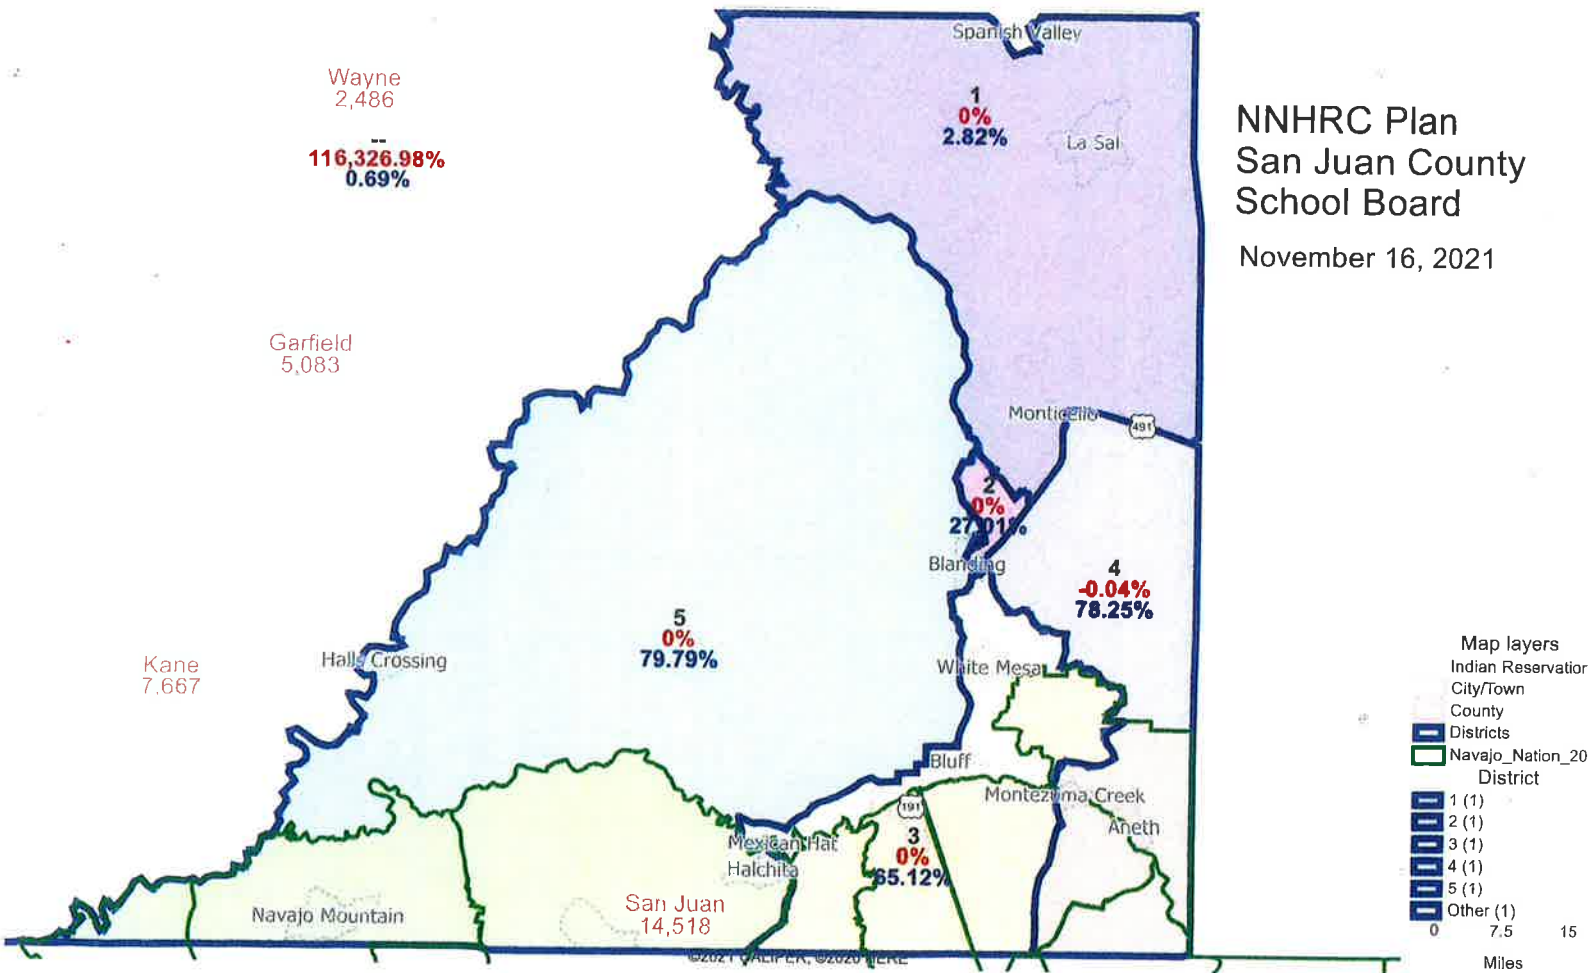 Spanish Valley
Wayne
2,486
--
116,326.98%
0.69%
1
0%
2.82%
La Sal
NNHRC Plan
San Juan County
School Board
November 16, 2021
Garfield
5,083
Monticello
491
2
0%
27.01%
Blanding
4
-0.04%
78.25%
5
0%
79.79%
Kane
7,667
Halls Crossing
White Mesa
Bluff
Montezuma Creek
191
Aneth
Mexican Hat
Halchita
3
0%
65.12%
Navajo Mountain
San Juan
14,518
©2021 CALIPER, ©2020 HERE
Map layers
Indian Reservation
City/Town
County
Districts
Navajo_Nation_20
District
1 (1)
2 (1)
3 (1)
4 (1)
5 (1)
Other (1)
0 7.5 15
Miles